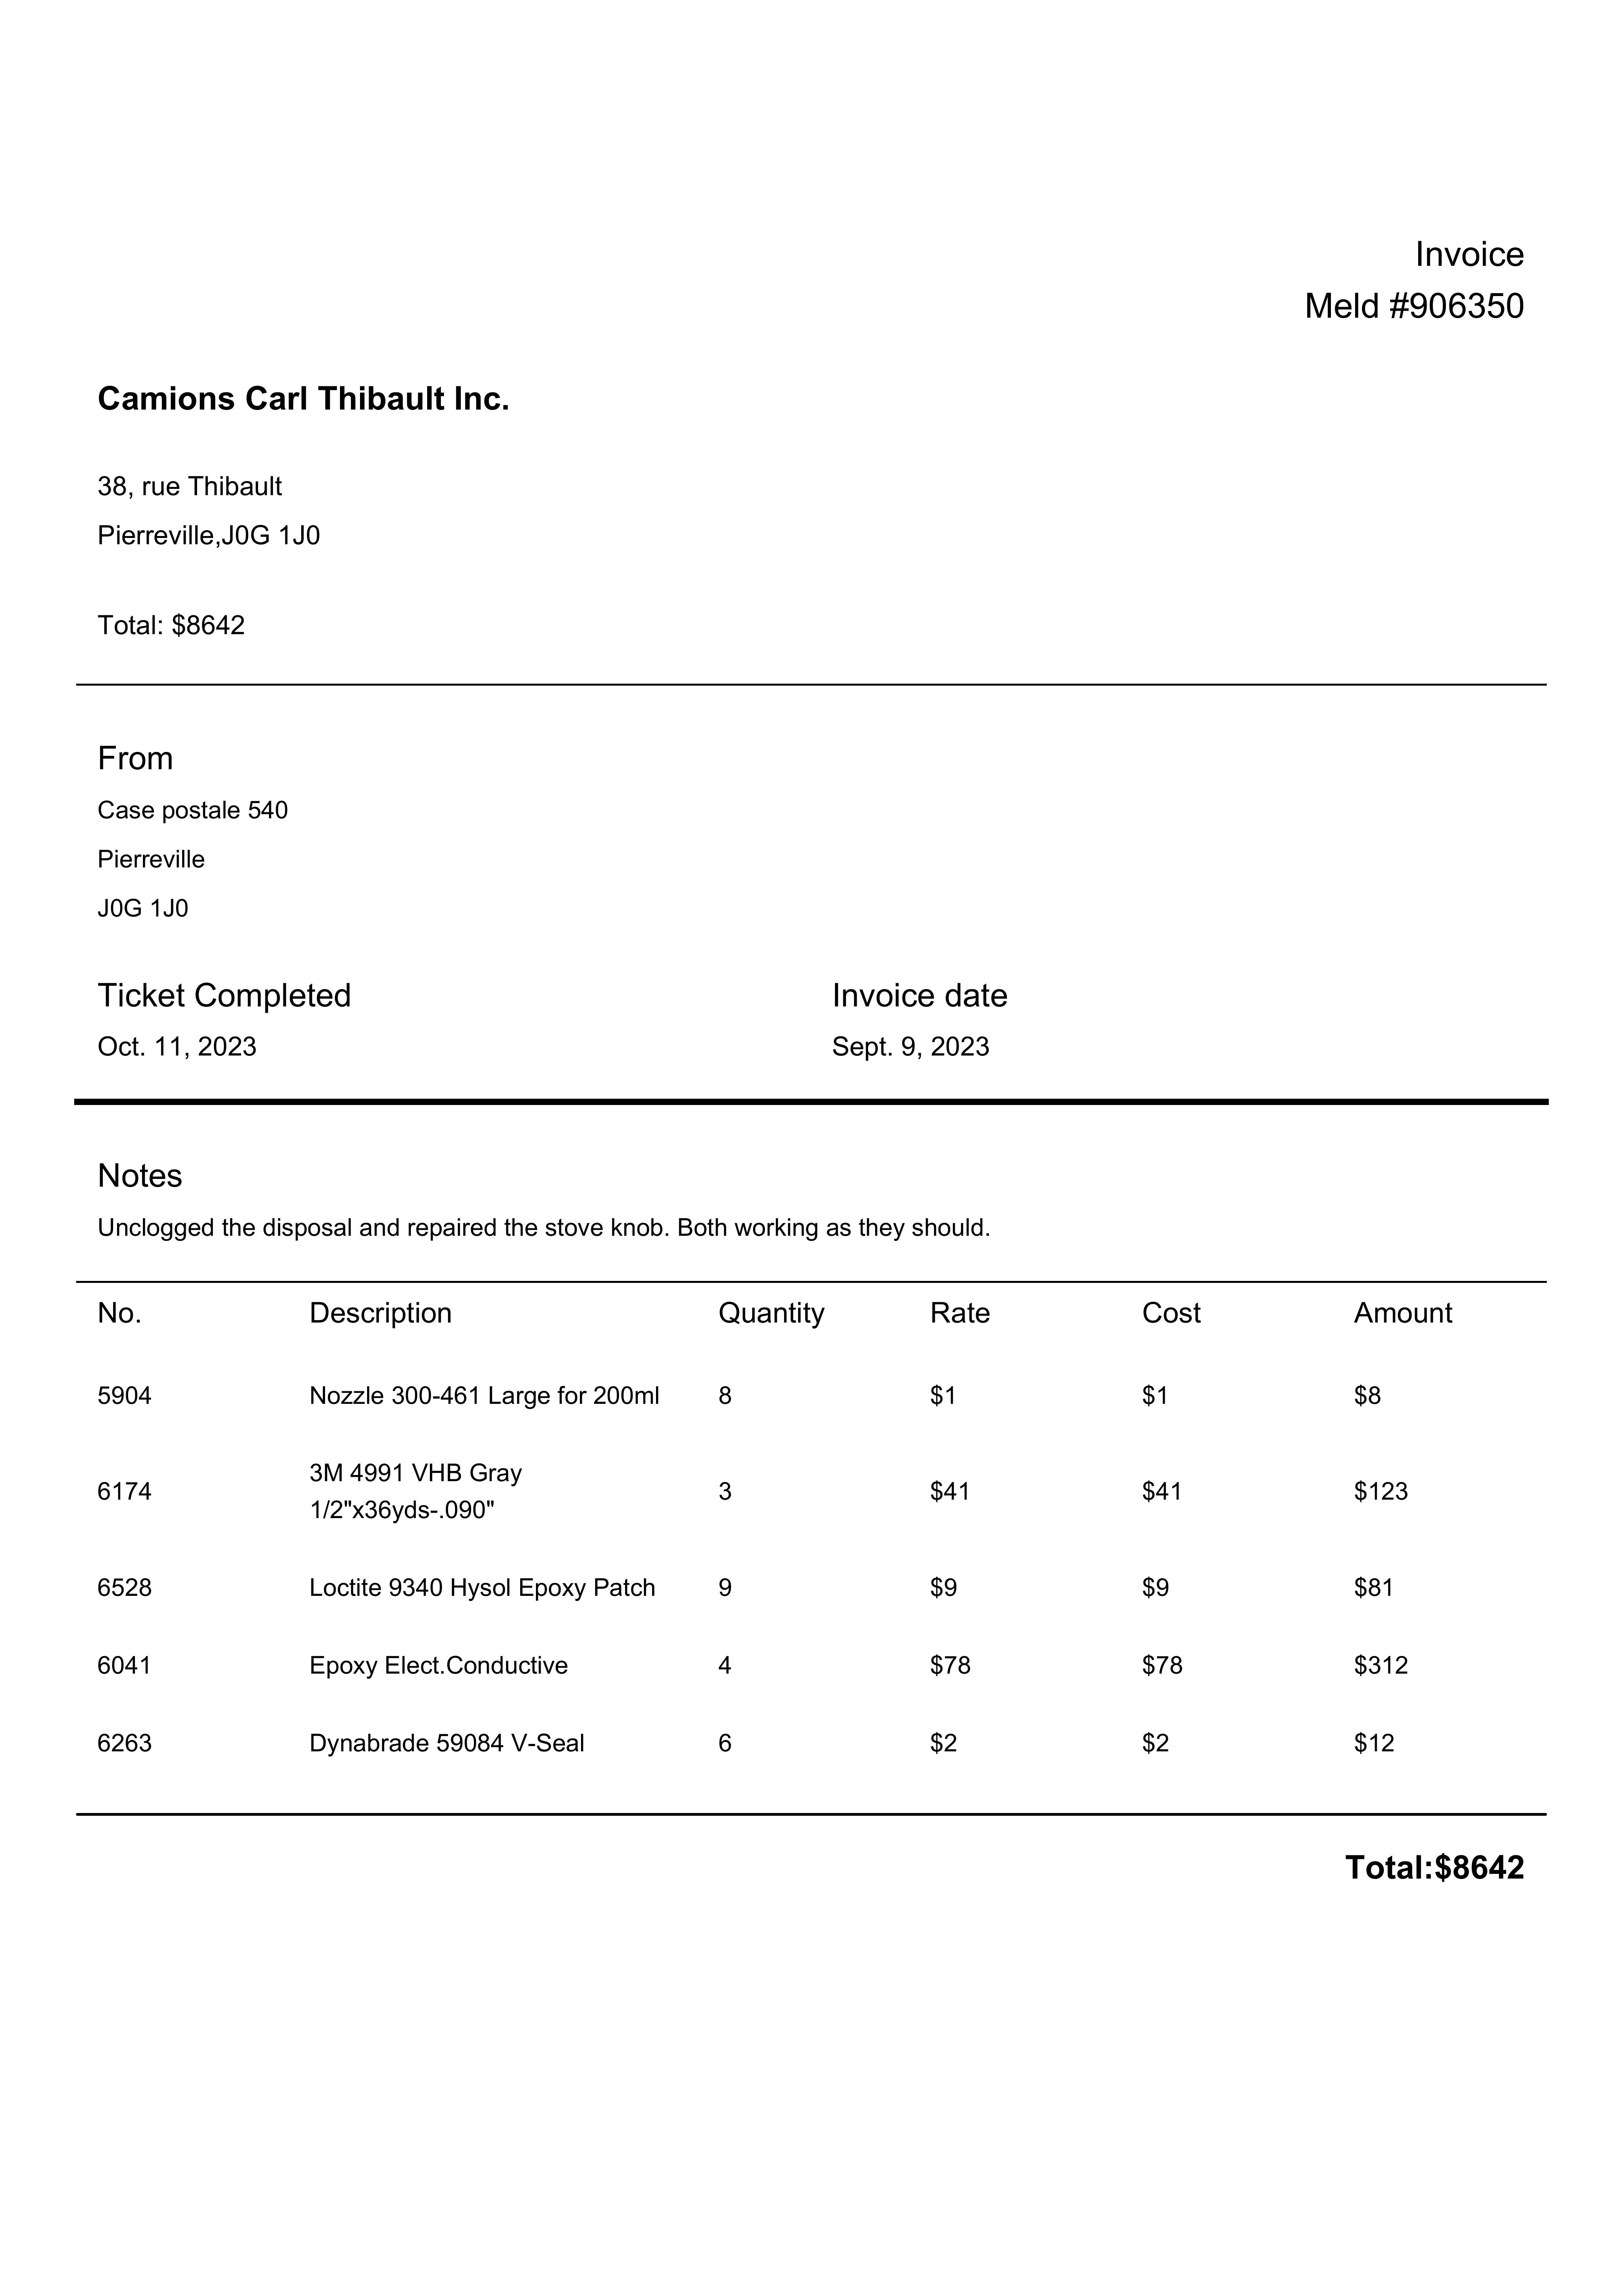 Invoice
Meld #906350
Camions Carl Thibault Inc.
38, rue Thibault
Pierreville,J0G 1J0
Total: $8642
From
Case postale 540
Pierreville
J0G 1J0
Ticket Completed Invoice date
Oct. 11, 2023 Sept. 9, 2023
Notes
Unclogged the disposal and repaired the stove knob. Both working as they should.
No. Description Quantity Rate Cost Amount
5904 Nozzle 300-461 Large for 200ml 8 $1 $1 $8
3M 4991 VHB Gray
6174 3 $41 $41 $123
1/2"x36yds-.090"
6528 Loctite 9340 Hysol Epoxy Patch 9 $9 $9 $81
6041 Epoxy Elect.Conductive 4 $78 $78 $312
6263 Dynabrade 59084 V-Seal 6 $2 $2 $12
Total:$8642